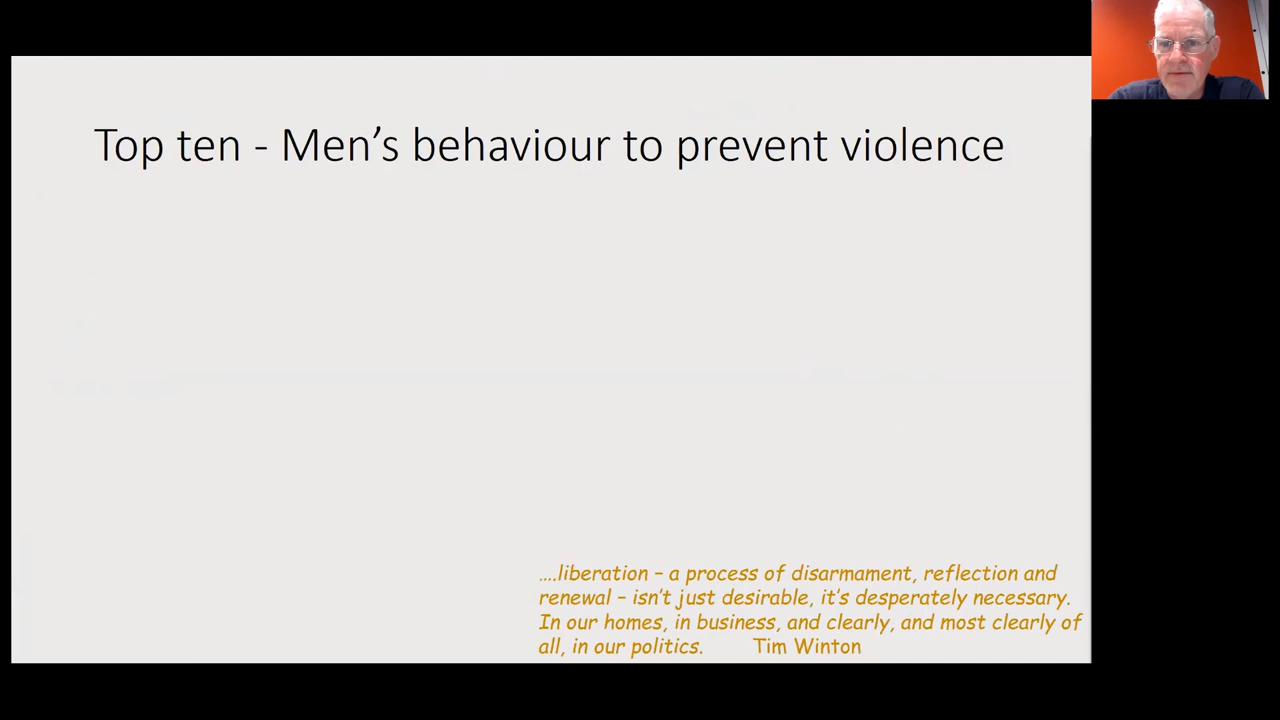 Top ten - Men's behaviour to prevent violence
....liberation – a process of disarmament, reflection and
renewal – isn't just desirable, it's desperately necessary.
In our homes, in business, and clearly, and most clearly of
all, in our politics. Tim Winton